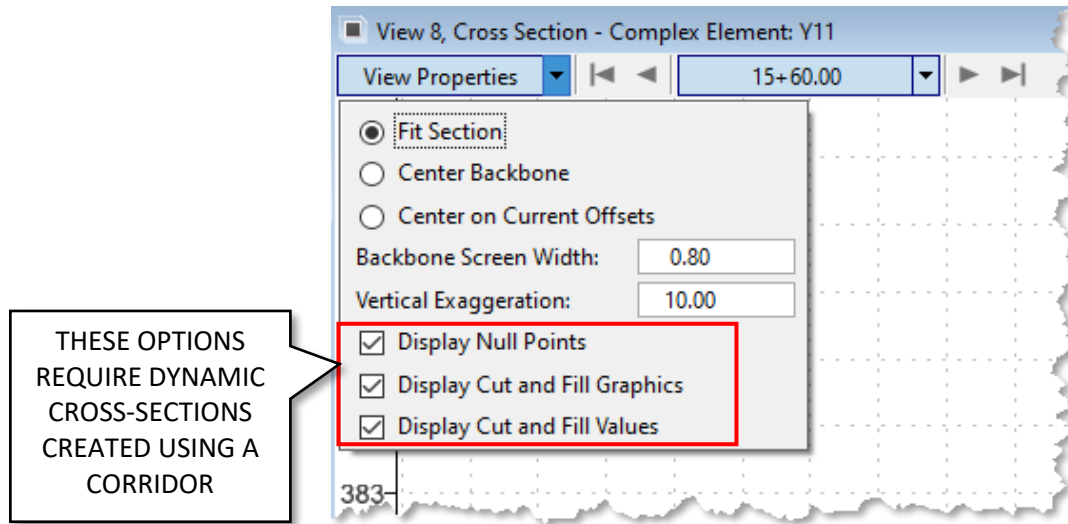 View 8, Cross Section - Complex Element: Y11
View Properties
15+60.00
Fit Section
Center Backbone
Center on Current Offsets
Backbone Screen Width: 0.80
Vertical Exaggeration: 10.00
Display Null Points
Display Cut and Fill Graphics
Display Cut and Fill Values
THESE OPTIONS
REQUIRE DYNAMIC
CROSS-SECTIONS
CREATED USING A
CORRIDOR
383